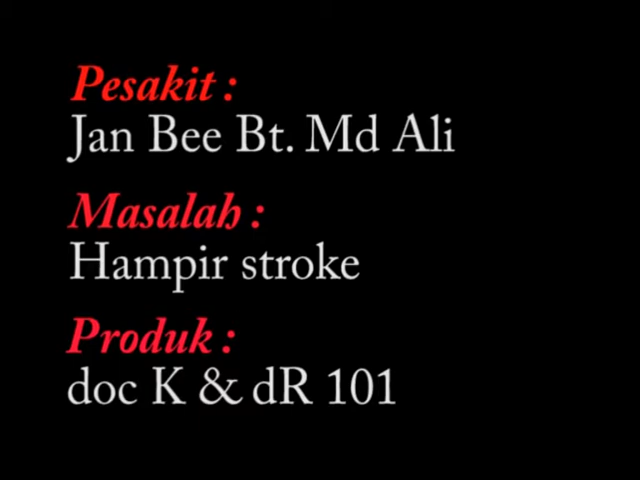 Pesakit :
Jan Bee Bt. Md Ali
Masalah :
Hampir stroke
Produk :
doc K & dR 101